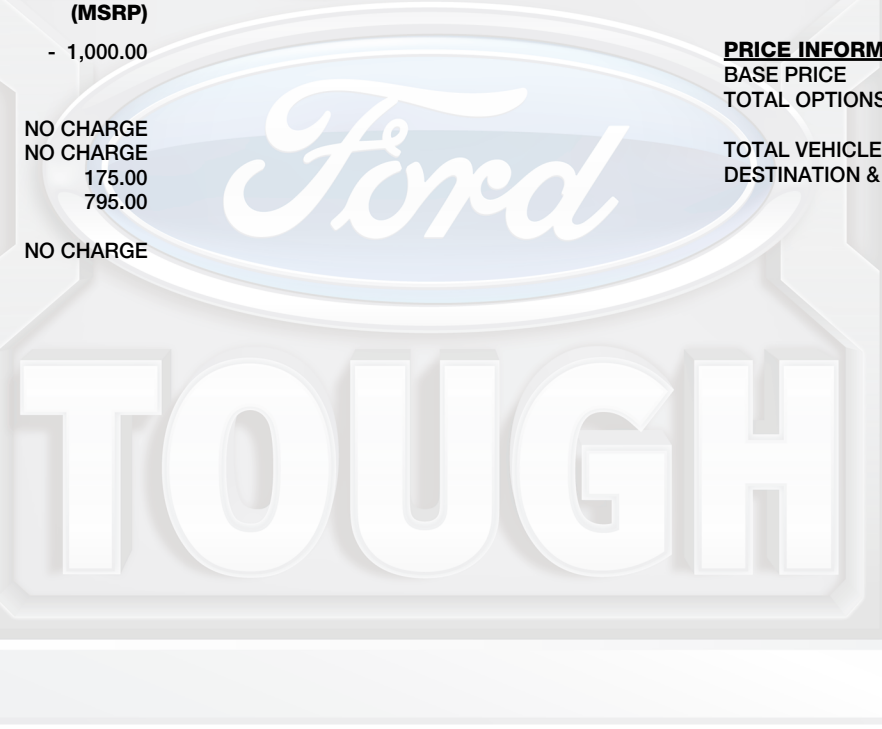 (MSRP)
- 1,000.00
NO CHARGE
NO CHARGE
175.00
795.00
NO CHARGE
PRICE INFORM
BASE PRICE
TOTAL OPTIONS
TOTAL VEHICLE
DESTINATION &
Ford
TOUGH